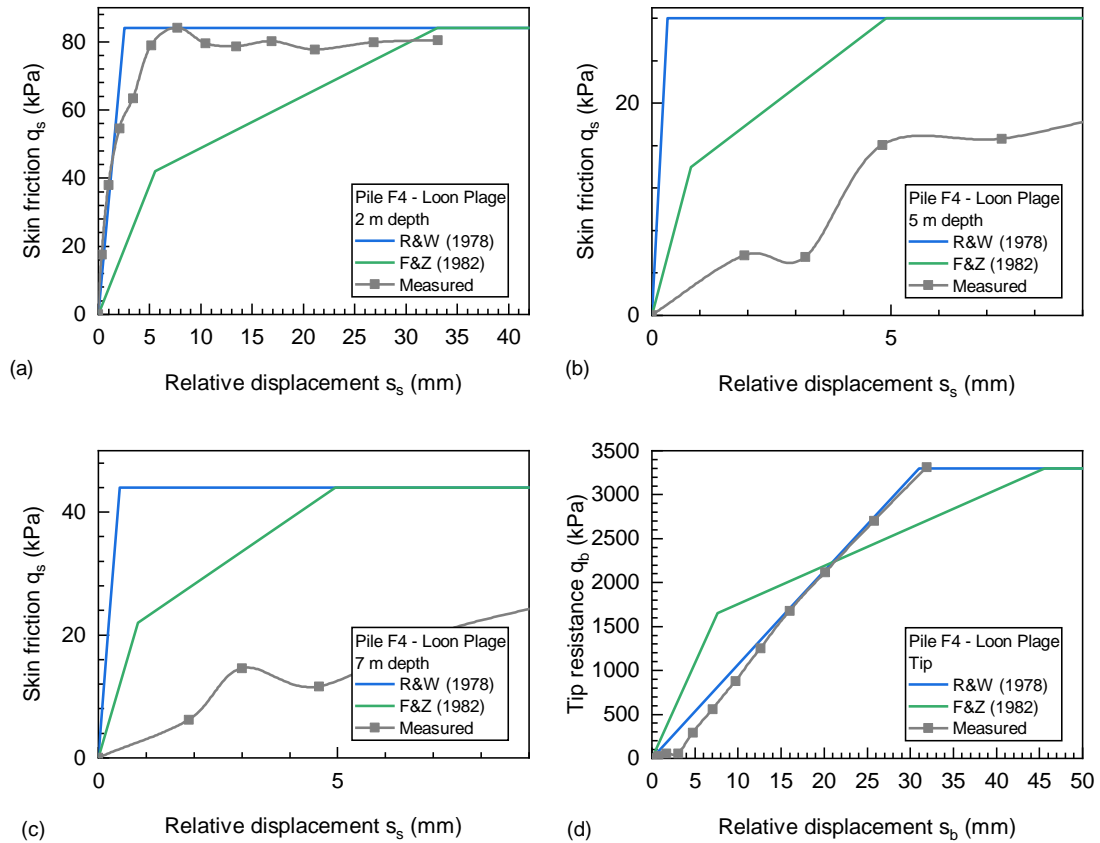 80
60
40
20
0
0 5 10 15 20 25 30 35 40
Skin friction q_s (kPa)
Relative displacement s_s (mm)
Pile F4 - Loon Plage
2 m depth
R&W (1978)
F&Z (1982)
Measured
(a)
20
0
0 5
Skin friction q_s (kPa)
Relative displacement s_s (mm)
Pile F4 - Loon Plage
5 m depth
R&W (1978)
F&Z (1982)
Measured
(b)
40
20
0
0 5
Skin friction q_s (kPa)
Relative displacement s_s (mm)
Pile F4 - Loon Plage
7 m depth
R&W (1978)
F&Z (1982)
Measured
(c)
3500
3000
2500
2000
1500
1000
500
0
0 5 10 15 20 25 30 35 40 45 50
Tip resistance q_b (kPa)
Relative displacement s_b (mm)
Pile F4 - Loon Plage
Tip
R&W (1978)
F&Z (1982)
Measured
(d)